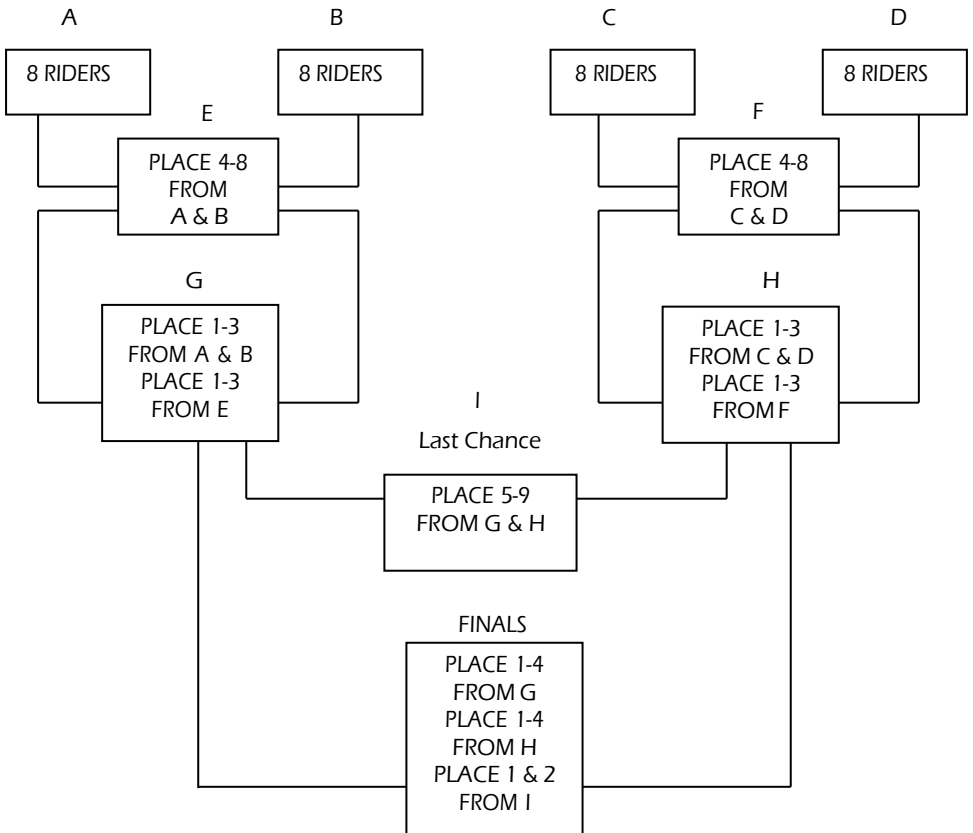 A
B
C
D
8 RIDERS
8 RIDERS
8 RIDERS
8 RIDERS
E
F
PLACE 4-8
FROM
A & B
PLACE 4-8
FROM
C & D
G
H
PLACE 1-3
FROM A & B
PLACE 1-3
FROM E
PLACE 1-3
FROM C & D
PLACE 1-3
FROM F
I
Last Chance
PLACE 5-9
FROM G & H
FINALS
PLACE 1-4
FROM G
PLACE 1-4
FROM H
PLACE 1 & 2
FROM I